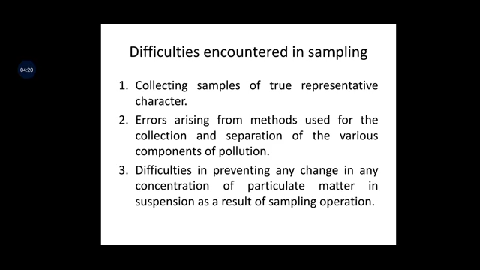 Difficulties encountered in sampling
04:20
1. Collecting samples of true representative
character.
2. Errors arising from methods used for the
collection and separation of the various
components of pollution.
3. Difficulties in preventing any change in any
concentration of particulate matter in
suspension as a result of sampling operation.